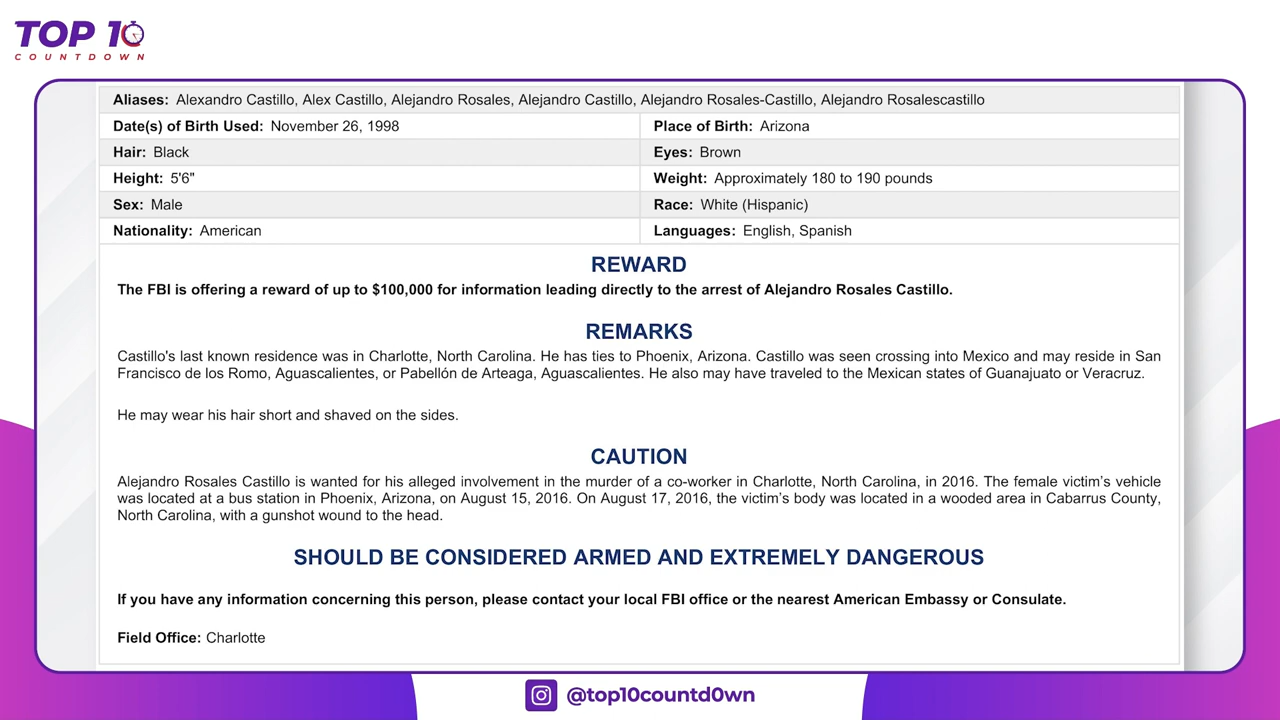 TOP 10
COUNTDOWN
Aliases: Alexandro Castillo, Alex Castillo, Alejandro Rosales, Alejandro Castillo, Alejandro Rosales-Castillo, Alejandro Rosalescastillo
Date(s) of Birth Used: November 26, 1998
Place of Birth: Arizona
Hair: Black
Eyes: Brown
Height: 5'6"
Weight: Approximately 180 to 190 pounds
Sex: Male
Race: White (Hispanic)
Nationality: American
Languages: English, Spanish
REWARD
The FBI is offering a reward of up to $100,000 for information leading directly to the arrest of Alejandro Rosales Castillo.
REMARKS
Castillo's last known residence was in Charlotte, North Carolina. He has ties to Phoenix, Arizona. Castillo was seen crossing into Mexico and may reside in San
Francisco de los Romo, Aguascalientes, or Pabellón de Arteaga, Aguascalientes. He also may have traveled to the Mexican states of Guanajuato or Veracruz.
He may wear his hair short and shaved on the sides.
CAUTION
Alejandro Rosales Castillo is wanted for his alleged involvement in the murder of a co-worker in Charlotte, North Carolina, in 2016. The female victim's vehicle
was located at a bus station in Phoenix, Arizona, on August 15, 2016. On August 17, 2016, the victim's body was located in a wooded area in Cabarrus County,
North Carolina, with a gunshot wound to the head.
SHOULD BE CONSIDERED ARMED AND EXTREMELY DANGEROUS
If you have any information concerning this person, please contact your local FBI office or the nearest American Embassy or Consulate.
Field Office: Charlotte
@top10countd0wn